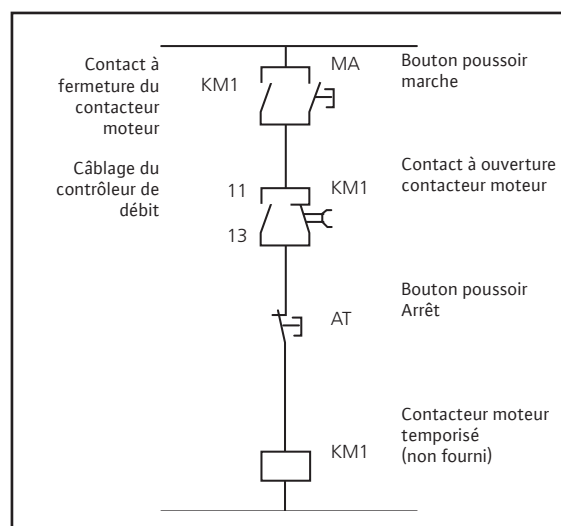 Contact à
fermeture du
contacteur
moteur
KM1
MA
Bouton poussoir
marche
Câblage du
contrôleur de
débit
11
13
KM1
Contact à ouverture
contacteur moteur
AT
Bouton poussoir
Arrêt
KM1
Contacteur moteur
temporisé
(non fourni)